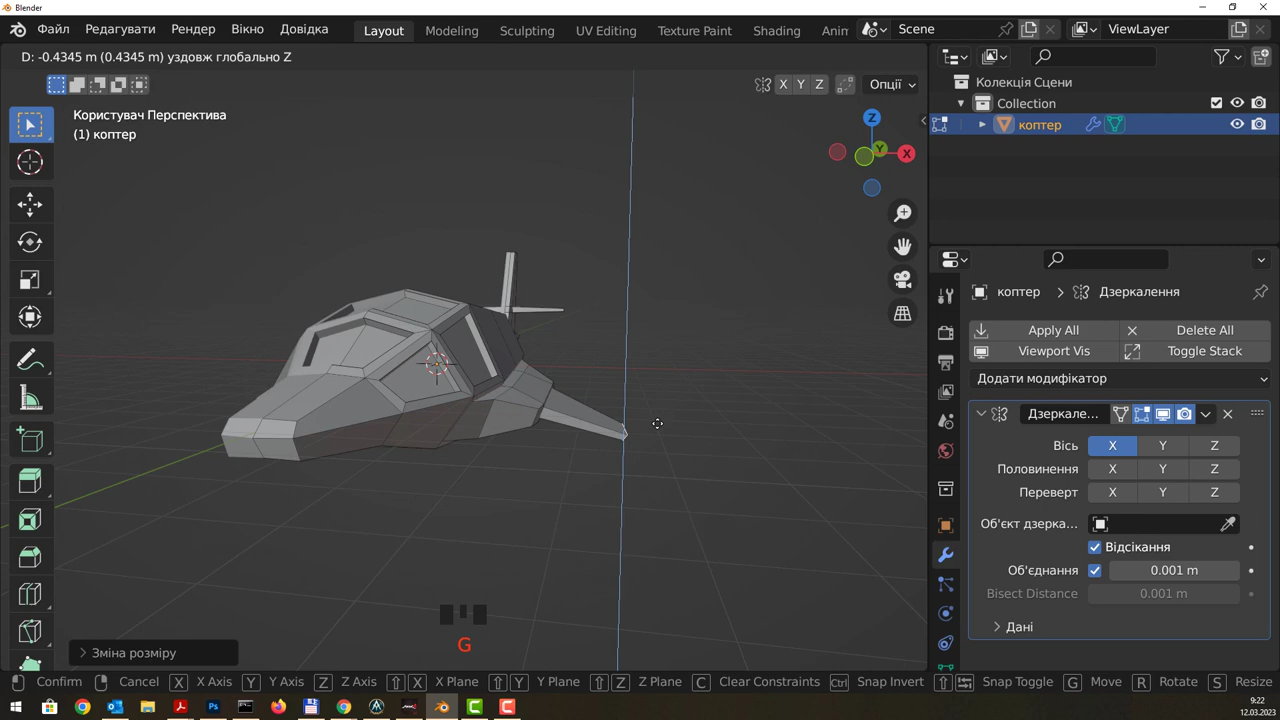 Blender
Файл Редагувати Рендер Вікно Довідка Layout Modeling Sculpting UV Editing Texture Paint Shading Anim Scene ViewLayer
D: -0.4345 m (0.4345 m) уздовж глобально Z
X Y Z Опції
Користувач Перспектива
(1) коптер
Z
Y
X
Колекція Сцени
Collection
коптер
коптер Дзеркалення
Apply All Delete All
Viewport Vis Toggle Stack
Додати модифікатор
Дзеркале...
Вісь X Y Z
Половинення X Y Z
Переверт X Y Z
Об'єкт дзерка...
Відсікання
Об'єднання 0.001 m
Bisect Distance 0.001 m
Дані
G
Зміна розміру
Confirm Cancel X X Axis Y Y Axis Z Z Axis X X Plane Y Y Plane Z Z Plane C Clear Constraints Ctrl Snap Invert Snap Toggle G Move R Rotate S Resize
9:22
12.03.2023